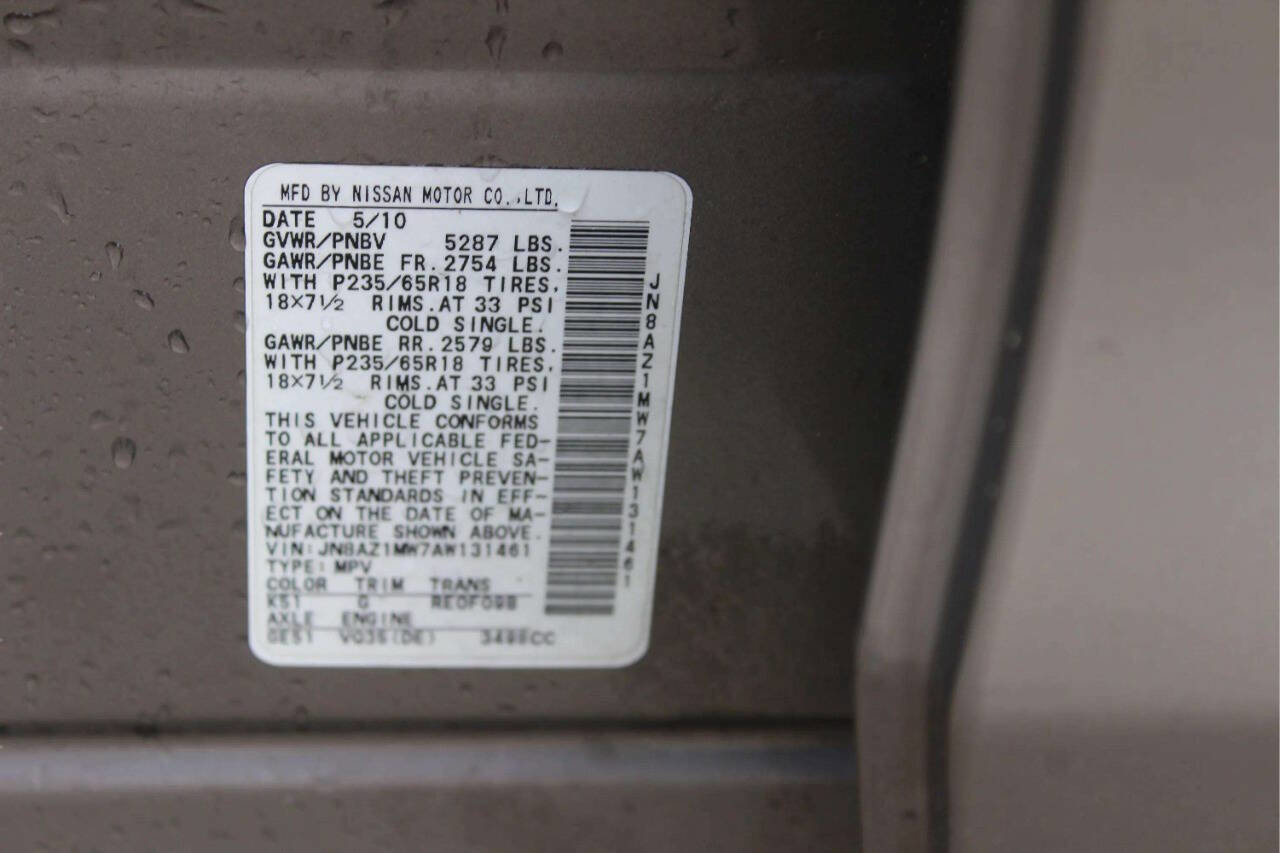 MFD BY NISSAN MOTOR CO.,LTD.
DATE 5/10
GVWR/PNBV 5287 LBS.
GAWR/PNBE FR. 2754 LBS.
WITH P235/65R18 TIRES,
18×7½ RIMS. AT 33 PSI
COLD SINGLE.
GAWR/PNBE RR. 2579 LBS.
WITH P235/65R18 TIRES,
18×7½ RIMS. AT 33 PSI
COLD SINGLE.
THIS VEHICLE CONFORMS
TO ALL APPLICABLE FED-
ERAL MOTOR VEHICLE SA-
FETY AND THEFT PREVEN-
TION STANDARDS IN EFF-
ECT ON THE DATE OF MA-
NUFACTURE SHOWN ABOVE.
VIN: JN8AZ1MW7AW131461
TYPE: MPV
COLOR TRIM TRANS
K51 G RE0F09B
AXLE ENGINE
GE51 VQ35(DE) 3498CC
JN8AZ1MW7AW131461